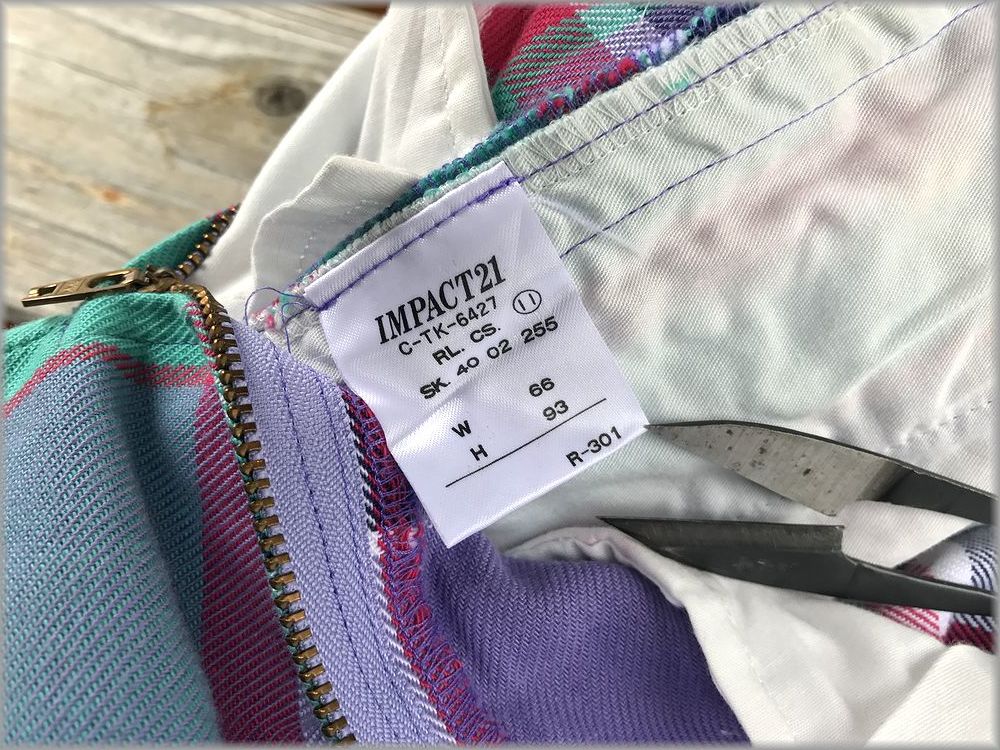 IMPACT21
C-TK-6427 ⑪
RL. CS.
SK. 40 02 255
W 66
H 93
R-301